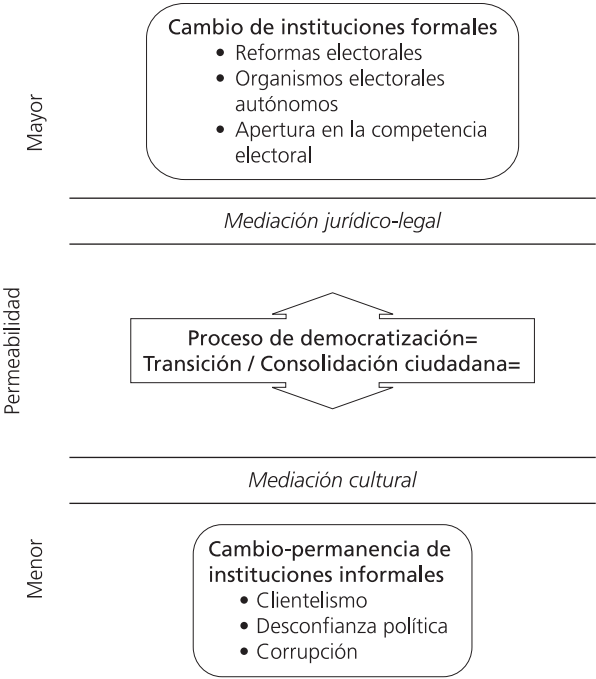 Cambio de instituciones formales
• Reformas electorales
• Organismos electorales
autónomos
• Apertura en la competencia
electoral
Mayor
Mediación jurídico-legal
Permeabilidad
Proceso de democratización=
Transición / Consolidación ciudadana=
Mediación cultural
Menor
Cambio-permanencia de
instituciones informales
• Clientelismo
• Desconfianza política
• Corrupción